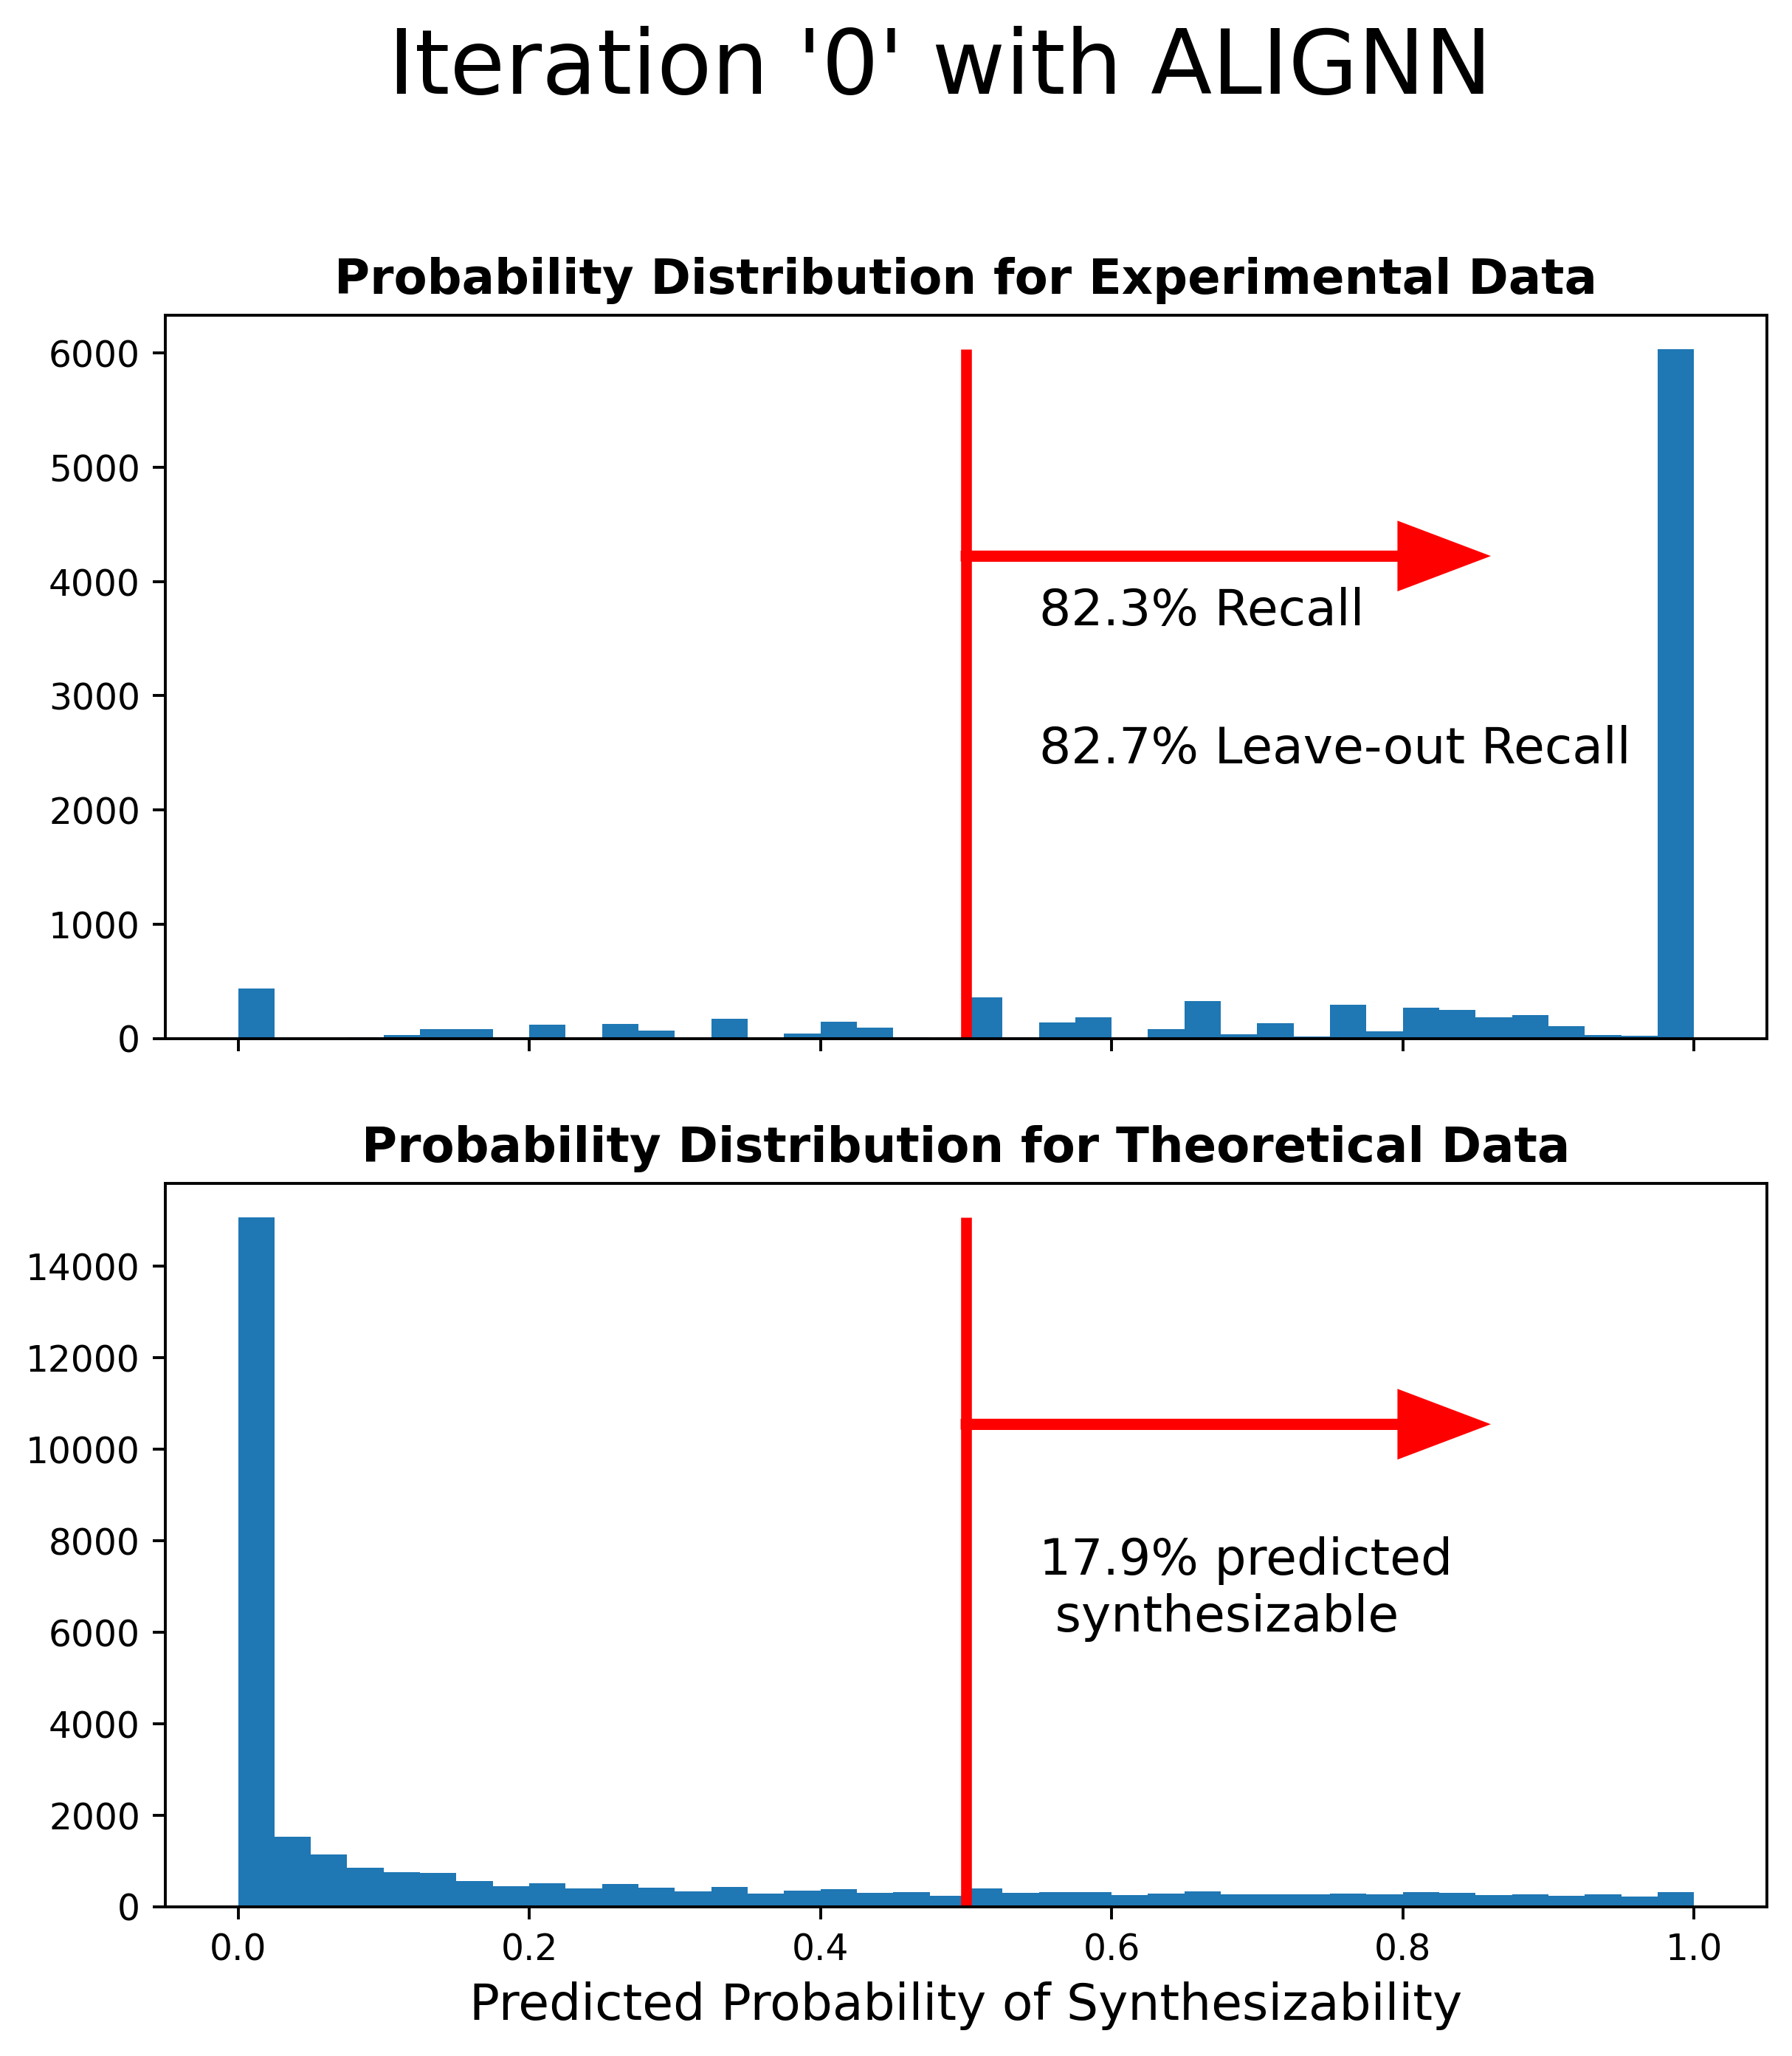 Iteration '0' with ALIGNN
Probability Distribution for Experimental Data
6000
5000
4000
3000
2000
1000
0
82.3% Recall
82.7% Leave-out Recall
Probability Distribution for Theoretical Data
14000
12000
10000
8000
6000
4000
2000
0
17.9% predicted
synthesizable
0.0 0.2 0.4 0.6 0.8 1.0
Predicted Probability of Synthesizability